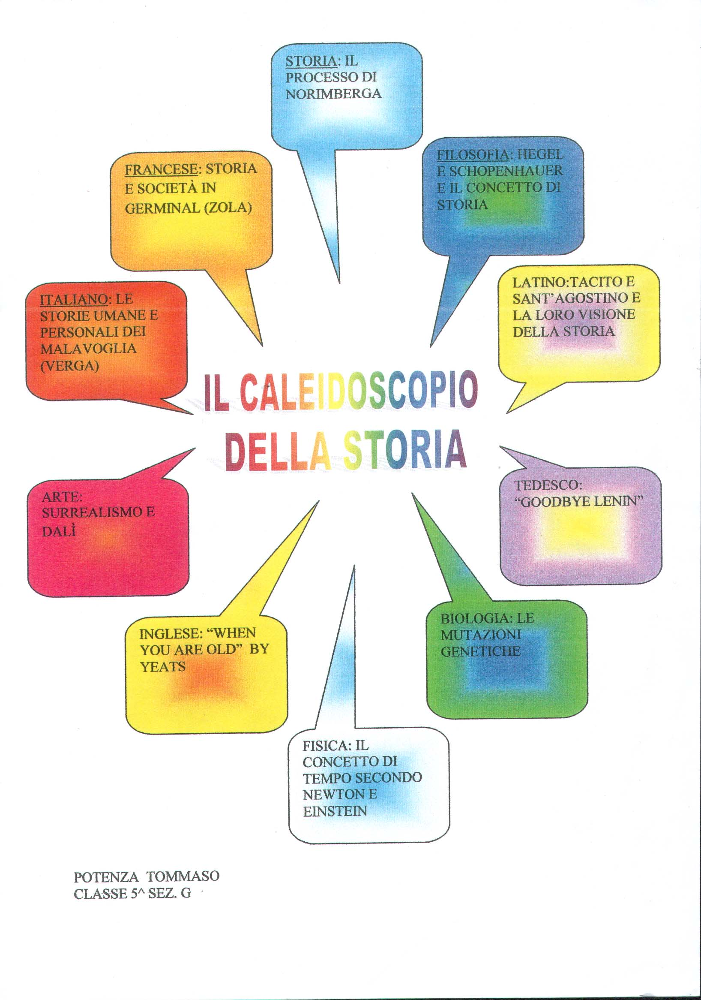 STORIA: IL
PROCESSO DI
NORIMBERGA
FILOSOFIA: HEGEL
E SCHOPENHAUER
E IL CONCETTO DI
STORIA
FRANCESE: STORIA
E SOCIETÀ IN
GERMINAL (ZOLA)
LATINO:TACITO E
SANT'AGOSTINO E
LA LORO VISIONE
DELLA STORIA
ITALIANO: LE
STORIE UMANE E
PERSONALI DEI
MALAVOGLIA
(VERGA)
IL CALEIDOSCOPIO
DELLA STORIA
ARTE:
SURREALISMO E
DALÌ
TEDESCO:
“GOODBYE LENIN”
INGLESE: “WHEN
YOU ARE OLD” BY
YEATS
BIOLOGIA: LE
MUTAZIONI
GENETICHE
FISICA: IL
CONCETTO DI
TEMPO SECONDO
NEWTON E
EINSTEIN
POTENZA TOMMASO
CLASSE 5^ SEZ. G